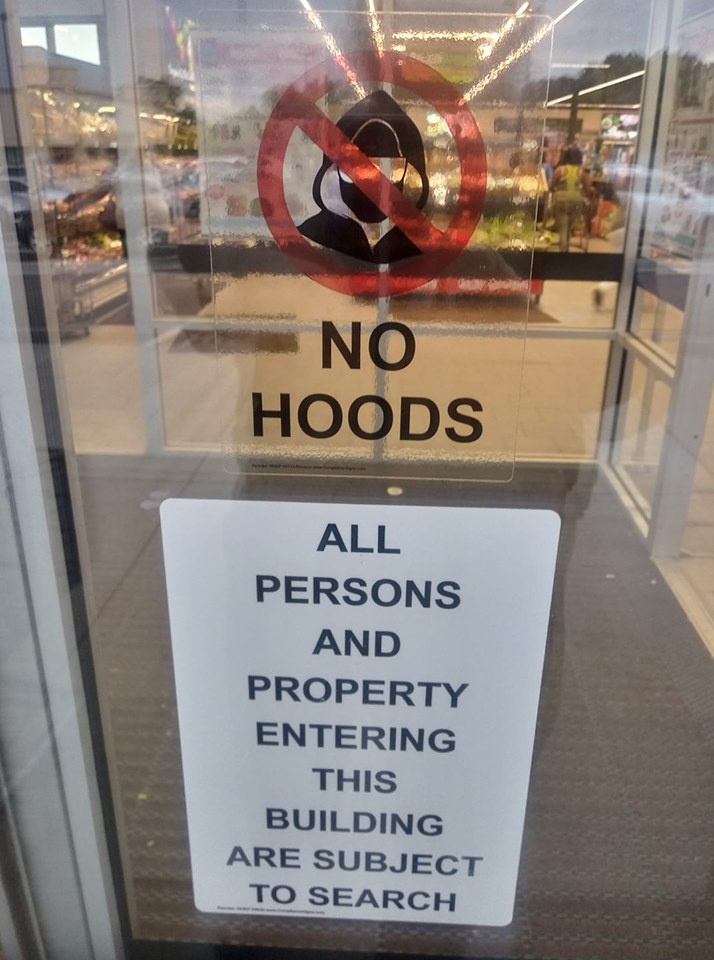 NO
HOODS
ALL
PERSONS
AND
PROPERTY
ENTERING
THIS
BUILDING
ARE SUBJECT
TO SEARCH